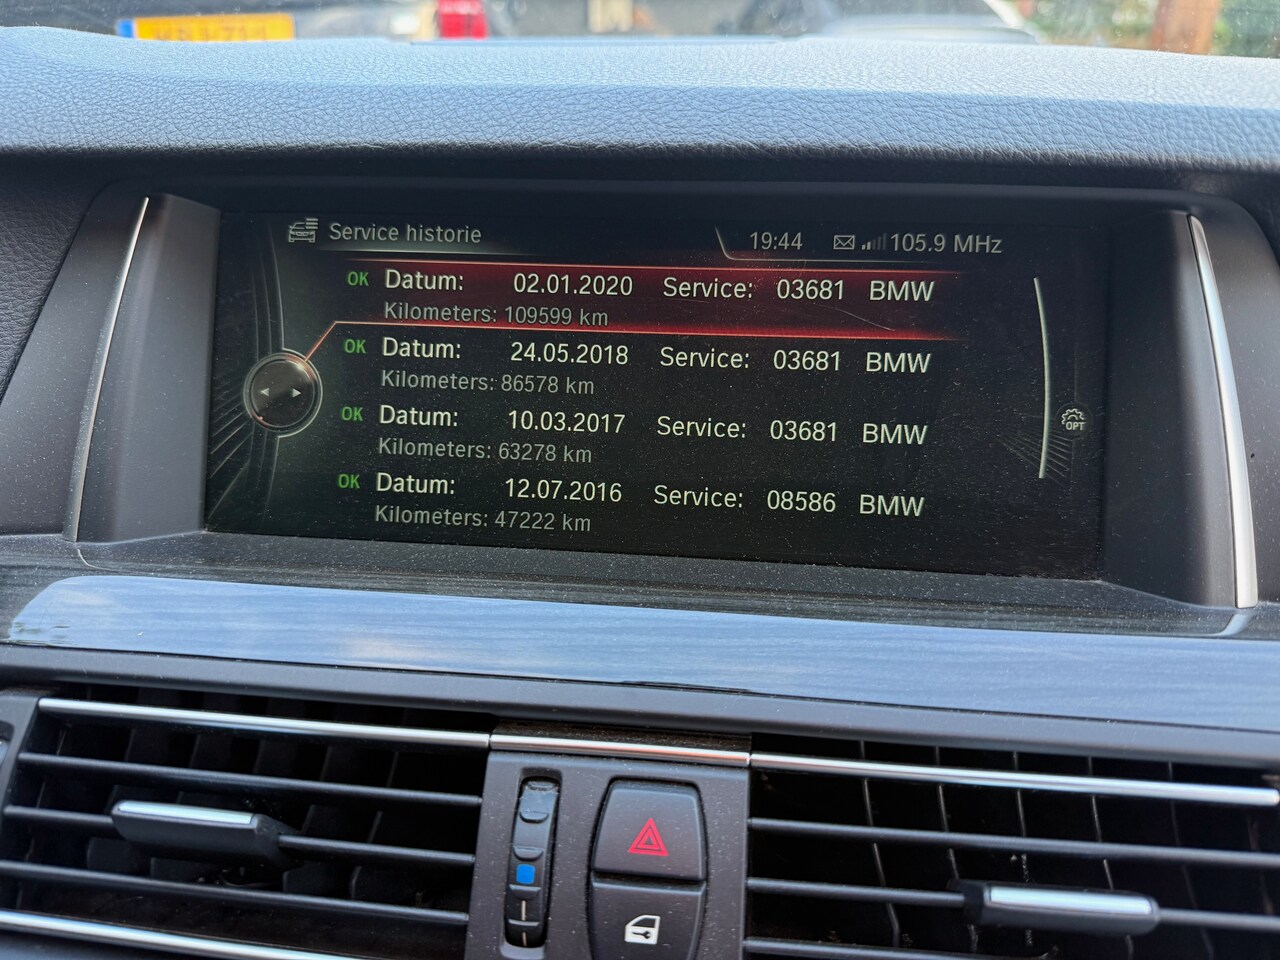 Service historie
19:44 105.9 MHz
OK Datum: 02.01.2020 Service: 03681 BMW
Kilometers: 109599 km
OK Datum: 24.05.2018 Service: 03681 BMW
Kilometers: 86578 km
OK Datum: 10.03.2017 Service: 03681 BMW
Kilometers: 63278 km
OPT
OK Datum: 12.07.2016 Service: 08586 BMW
Kilometers: 47222 km